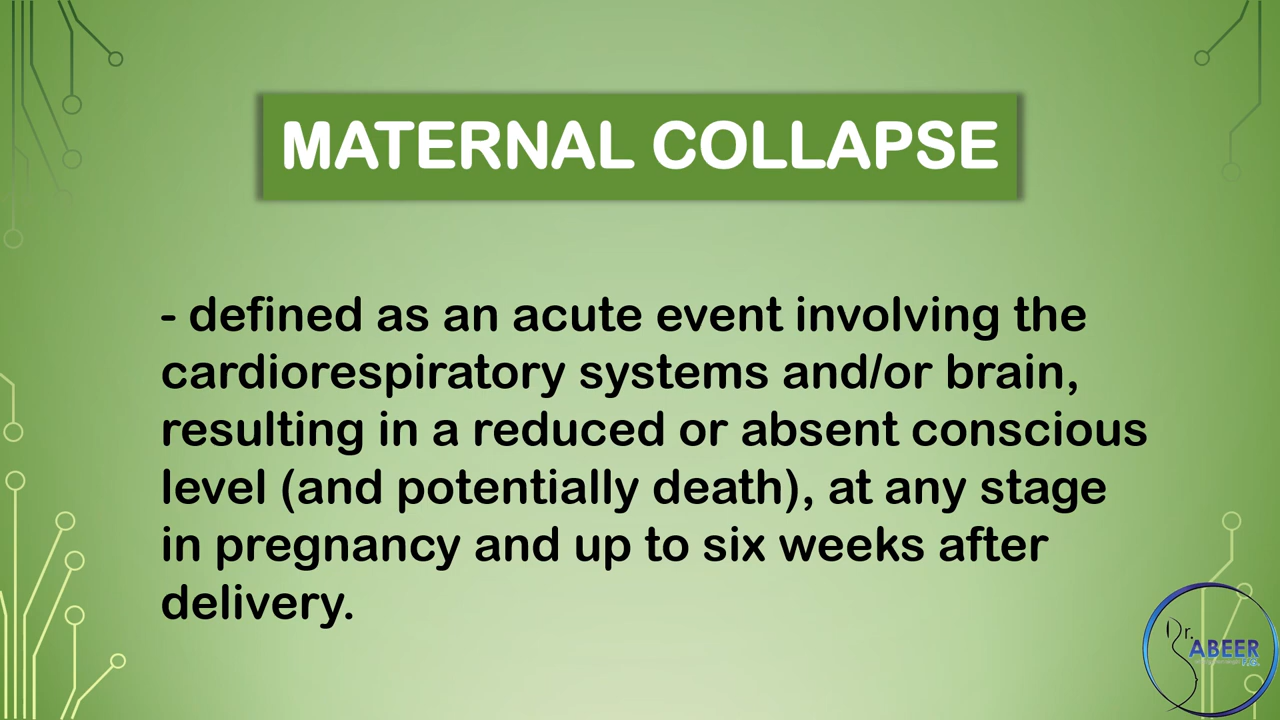 MATERNAL COLLAPSE
- defined as an acute event involving the
cardiorespiratory systems and/or brain,
resulting in a reduced or absent conscious
level (and potentially death), at any stage
in pregnancy and up to six weeks after
delivery.
Dr.
ABEER